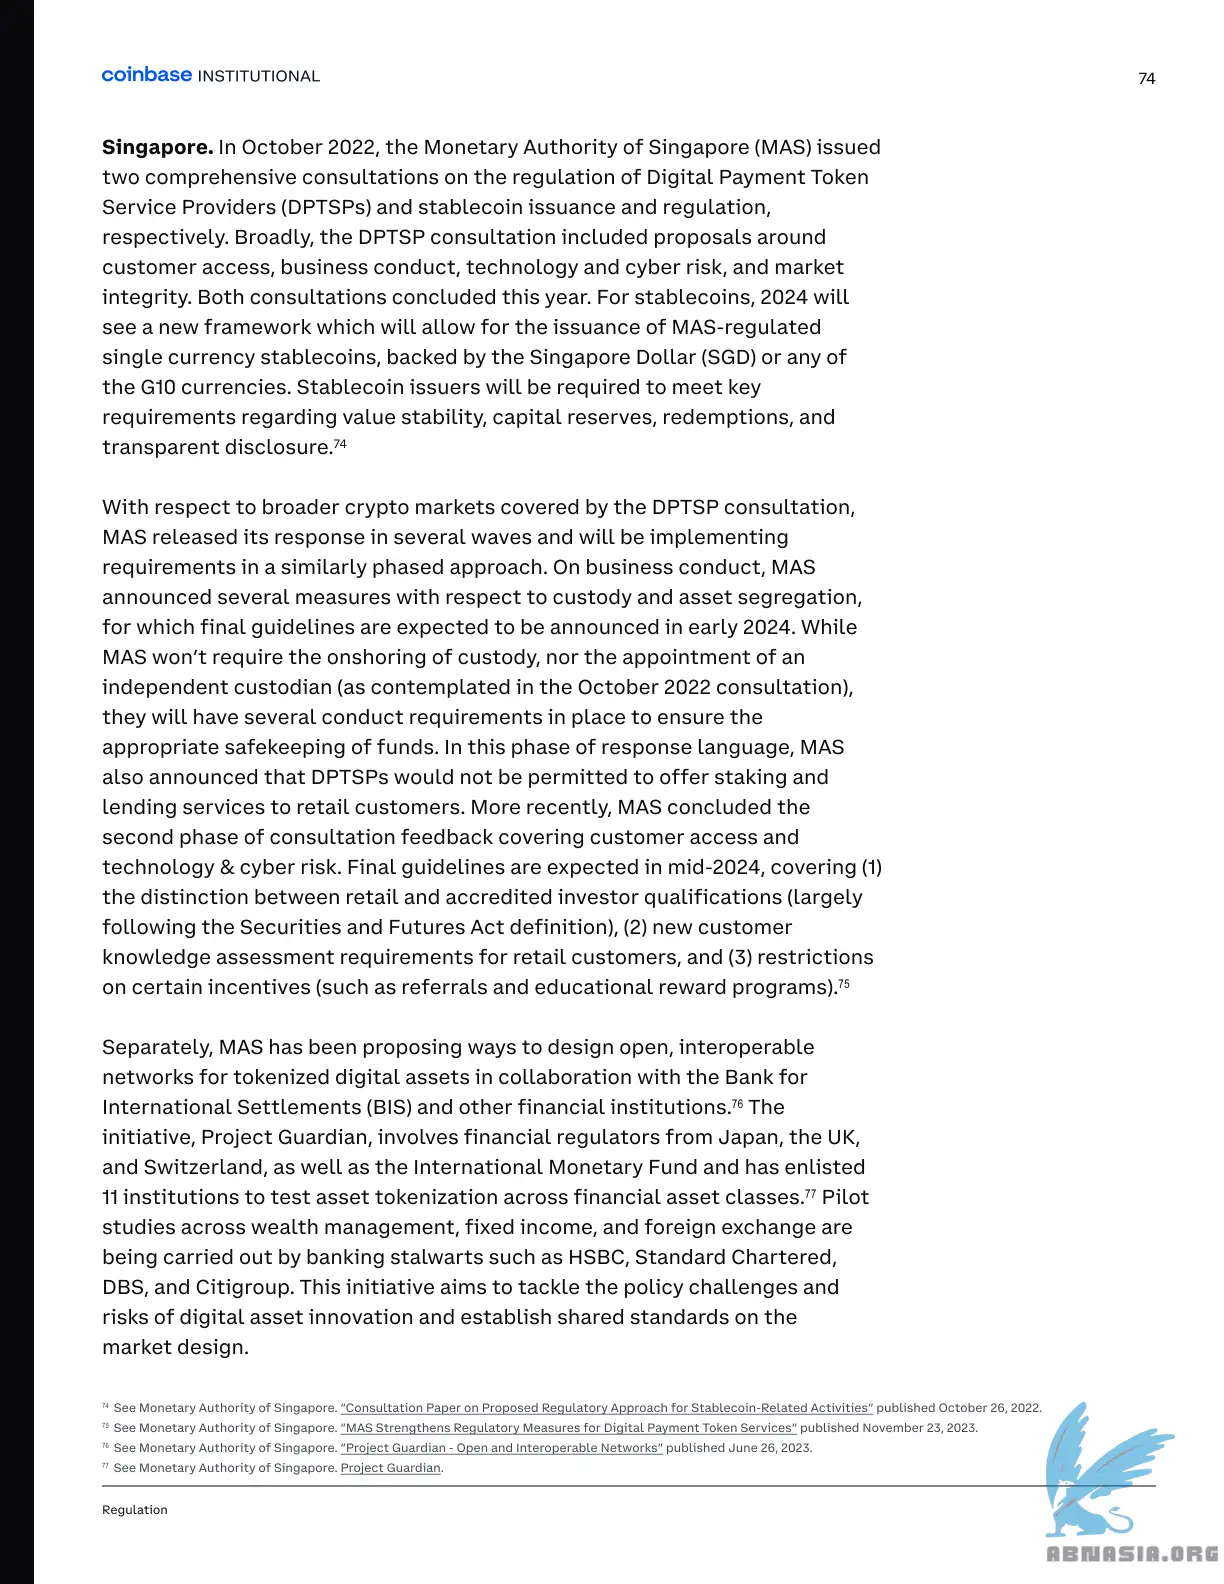 coinbase INSTITUTIONAL
74
Singapore. In October 2022, the Monetary Authority of Singapore (MAS) issued
two comprehensive consultations on the regulation of Digital Payment Token
Service Providers (DPTSPs) and stablecoin issuance and regulation,
respectively. Broadly, the DPTSP consultation included proposals around
customer access, business conduct, technology and cyber risk, and market
integrity. Both consultations concluded this year. For stablecoins, 2024 will
see a new framework which will allow for the issuance of MAS-regulated
single currency stablecoins, backed by the Singapore Dollar (SGD) or any of
the G10 currencies. Stablecoin issuers will be required to meet key
requirements regarding value stability, capital reserves, redemptions, and
transparent disclosure.74
With respect to broader crypto markets covered by the DPTSP consultation,
MAS released its response in several waves and will be implementing
requirements in a similarly phased approach. On business conduct, MAS
announced several measures with respect to custody and asset segregation,
for which final guidelines are expected to be announced in early 2024. While
MAS won’t require the onshoring of custody, nor the appointment of an
independent custodian (as contemplated in the October 2022 consultation),
they will have several conduct requirements in place to ensure the
appropriate safekeeping of funds. In this phase of response language, MAS
also announced that DPTSPs would not be permitted to offer staking and
lending services to retail customers. More recently, MAS concluded the
second phase of consultation feedback covering customer access and
technology & cyber risk. Final guidelines are expected in mid-2024, covering (1)
the distinction between retail and accredited investor qualifications (largely
following the Securities and Futures Act definition), (2) new customer
knowledge assessment requirements for retail customers, and (3) restrictions
on certain incentives (such as referrals and educational reward programs).75
Separately, MAS has been proposing ways to design open, interoperable
networks for tokenized digital assets in collaboration with the Bank for
International Settlements (BIS) and other financial institutions.76 The
initiative, Project Guardian, involves financial regulators from Japan, the UK,
and Switzerland, as well as the International Monetary Fund and has enlisted
11 institutions to test asset tokenization across financial asset classes.77 Pilot
studies across wealth management, fixed income, and foreign exchange are
being carried out by banking stalwarts such as HSBC, Standard Chartered,
DBS, and Citigroup. This initiative aims to tackle the policy challenges and
risks of digital asset innovation and establish shared standards on the
market design.
74 See Monetary Authority of Singapore. “Consultation Paper on Proposed Regulatory Approach for Stablecoin-Related Activities” published October 26, 2022.
75 See Monetary Authority of Singapore. “MAS Strengthens Regulatory Measures for Digital Payment Token Services” published November 23, 2023.
76 See Monetary Authority of Singapore. “Project Guardian - Open and Interoperable Networks” published June 26, 2023.
77 See Monetary Authority of Singapore. Project Guardian.
Regulation
ABNASIA.ORG